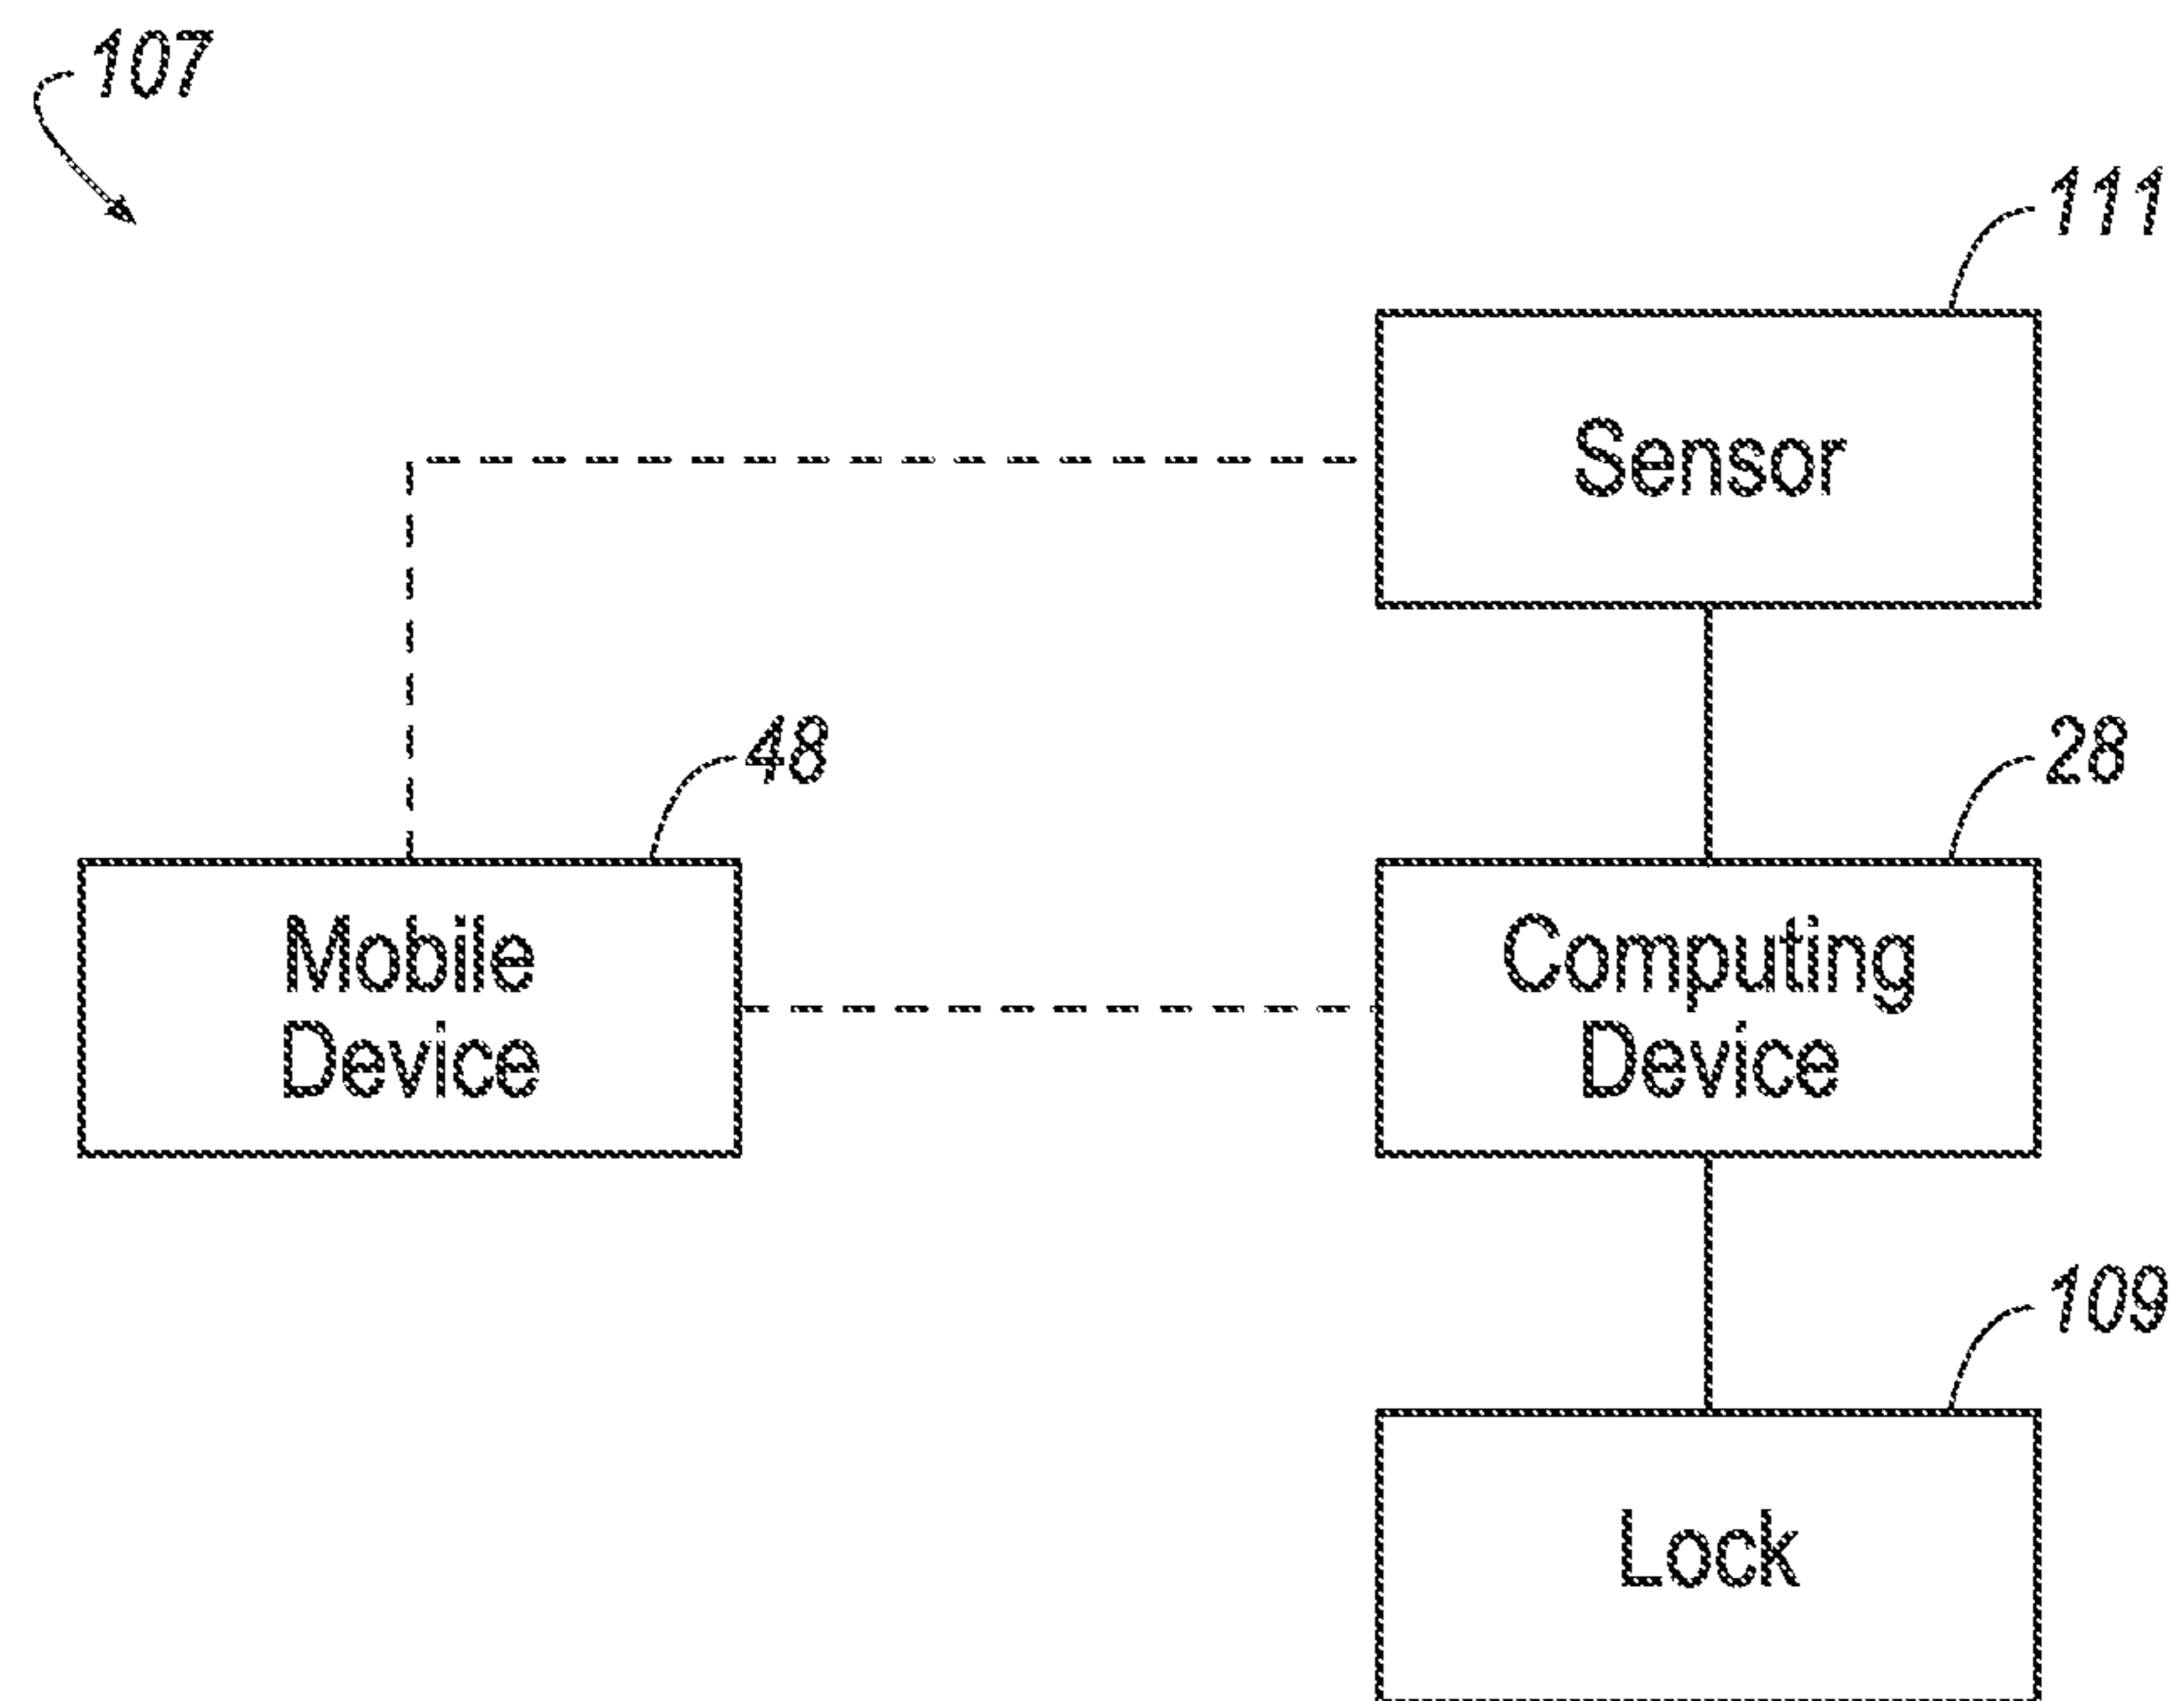 107
111
Sensor
48
28
Mobile
Device
Computing
Device
109
Lock